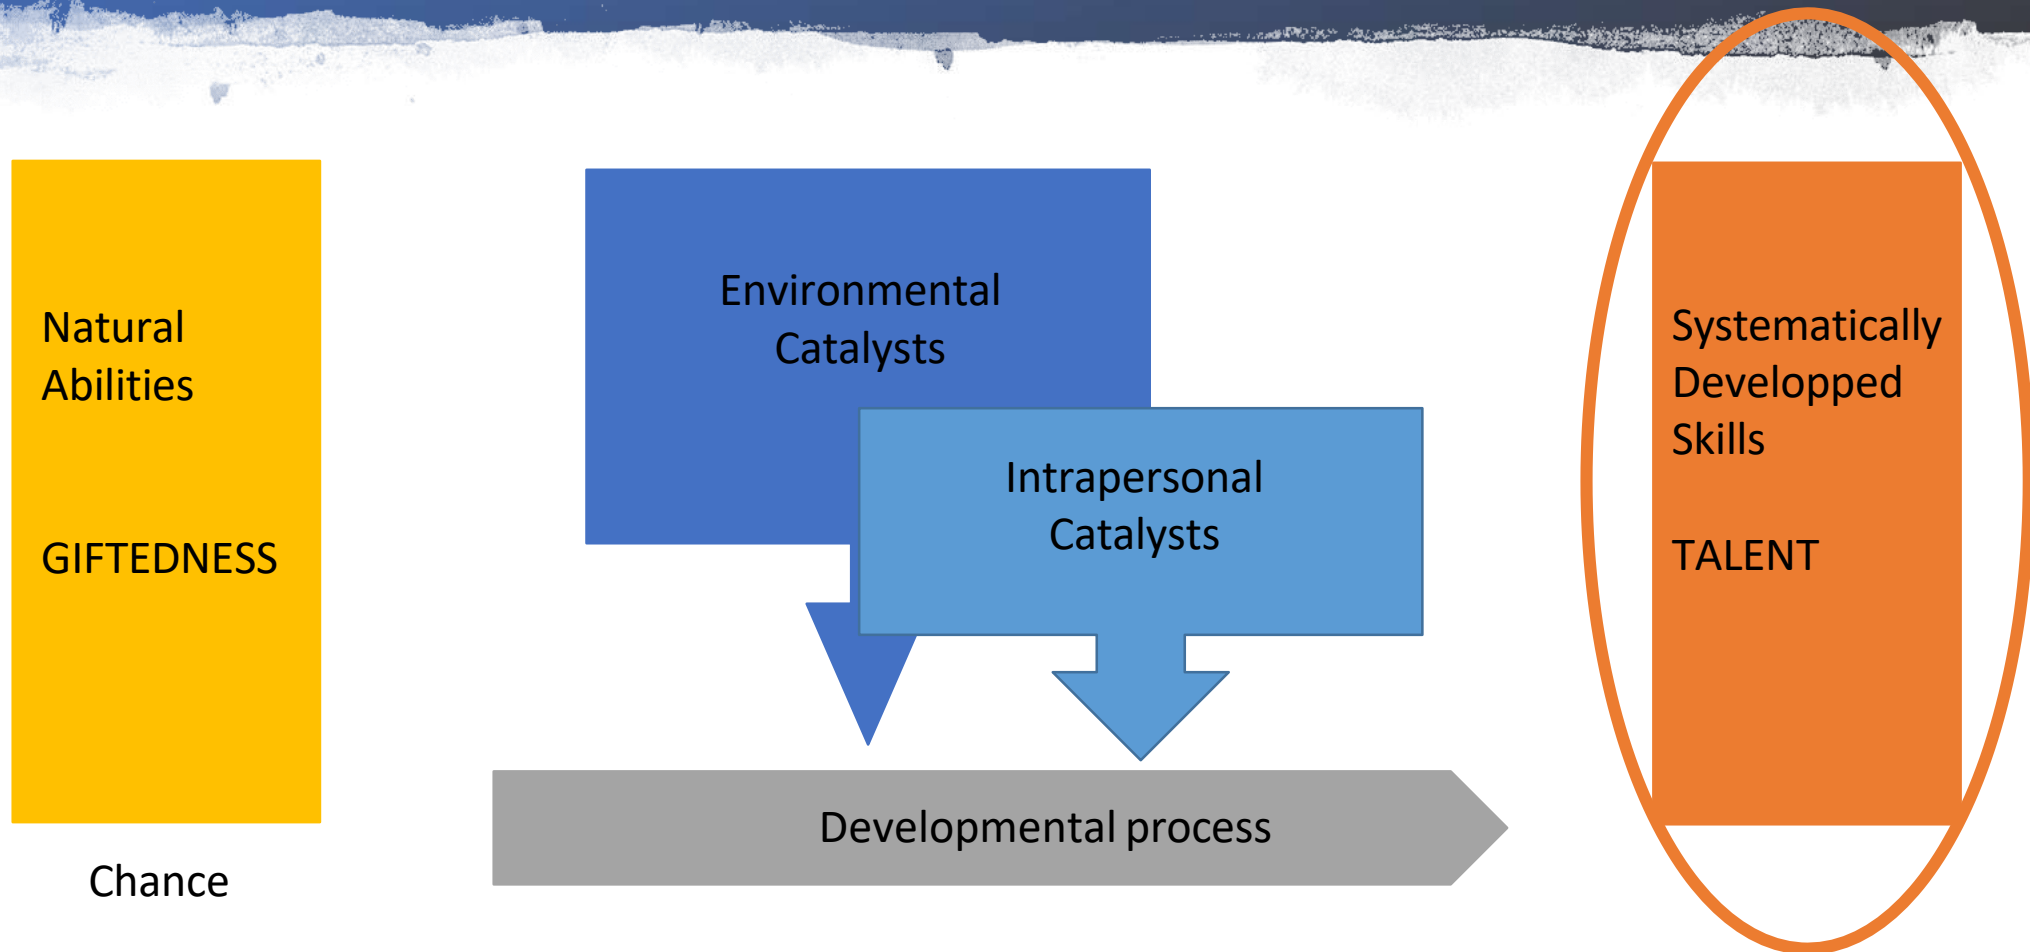 Natural
Abilities
GIFTEDNESS
Chance
Environmental
Catalysts
Intrapersonal
Catalysts
Developmental process
Systematically
Developped
Skills
TALENT